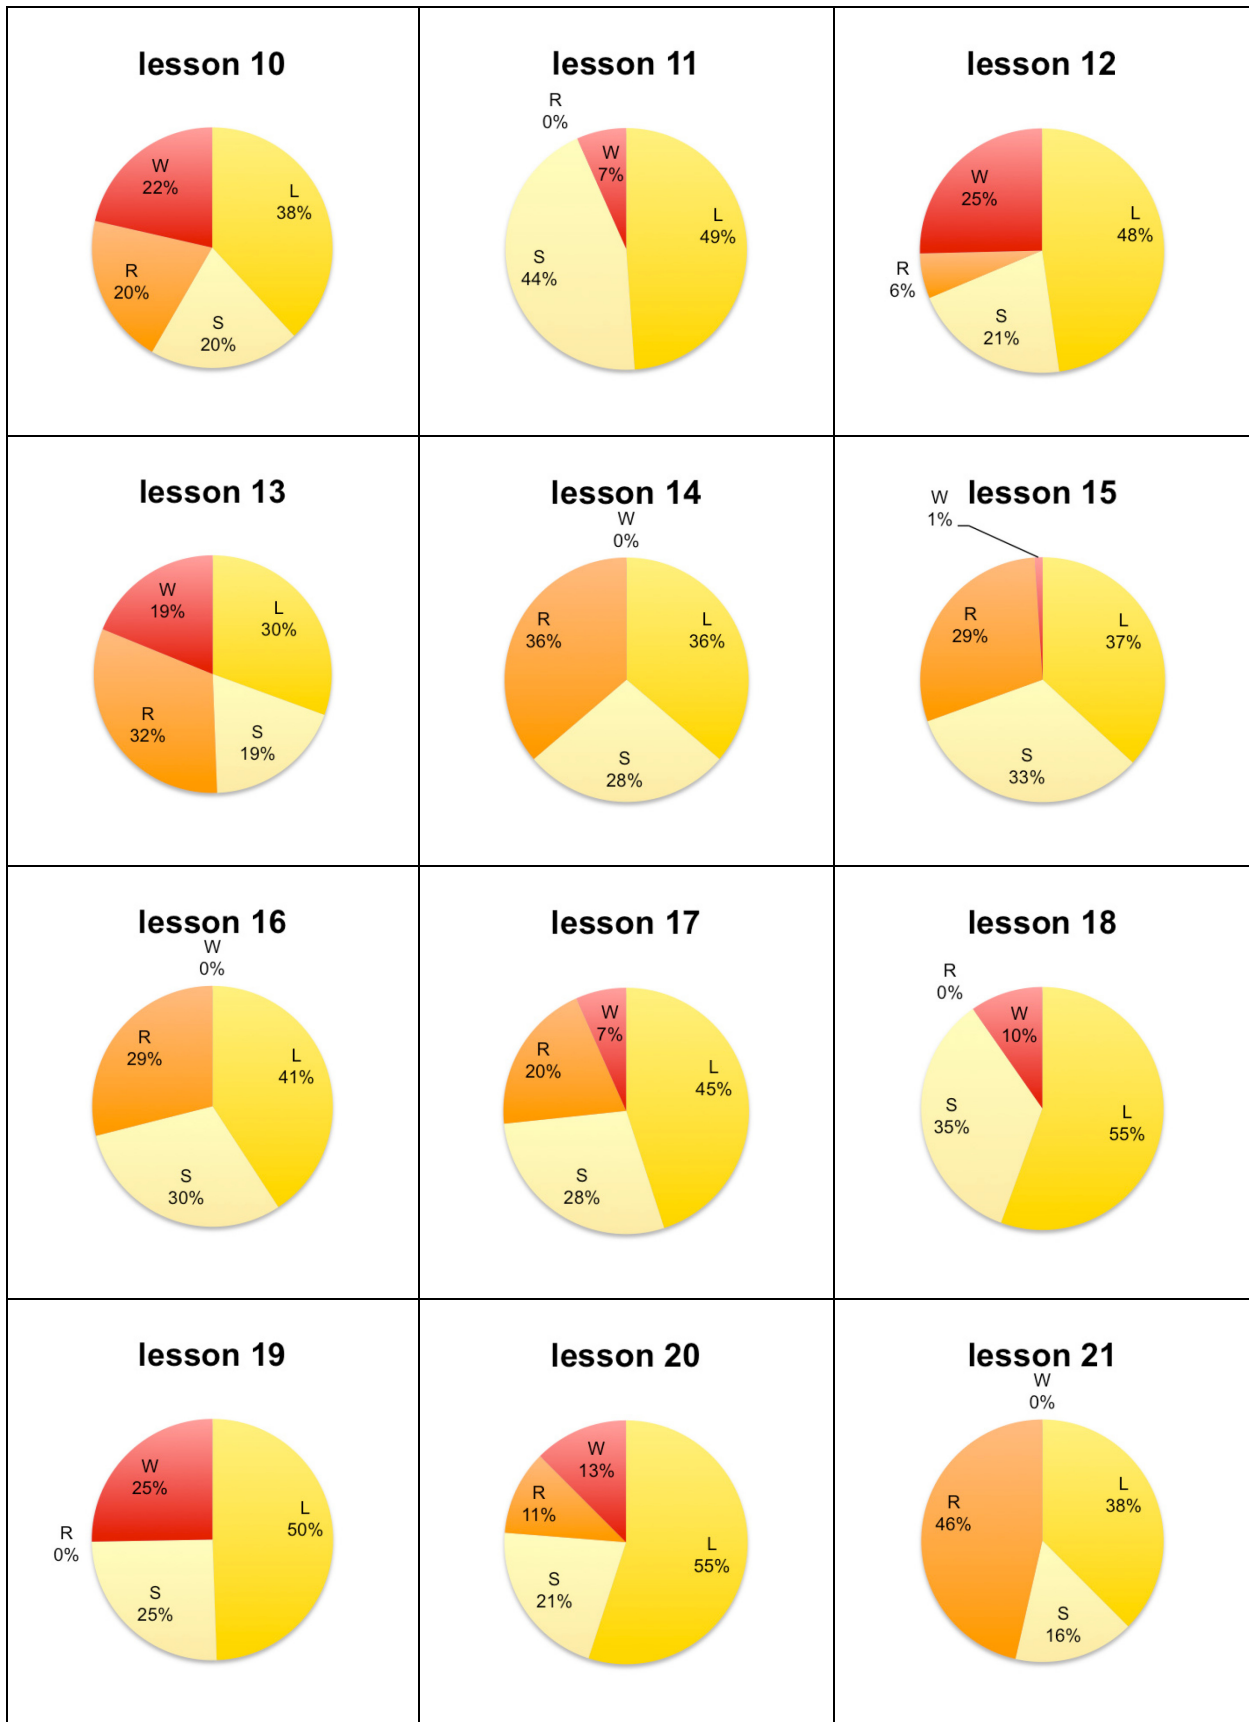 lesson 10
W
22%
L
38%
R
20%
S
20%
lesson 11
R
0%
W
7%
L
49%
S
44%
lesson 12
W
25%
L
48%
R
6%
S
21%
lesson 13
W
19%
L
30%
R
32%
S
19%
lesson 14
W
0%
R
36%
L
36%
S
28%
lesson 15
W
1%
R
29%
L
37%
S
33%
lesson 16
W
0%
R
29%
L
41%
S
30%
lesson 17
W
7%
R
20%
L
45%
S
28%
lesson 18
R
0%
W
10%
S
35%
L
55%
lesson 19
W
25%
L
50%
R
0%
S
25%
lesson 20
W
13%
R
11%
L
55%
S
21%
lesson 21
W
0%
L
38%
R
46%
S
16%